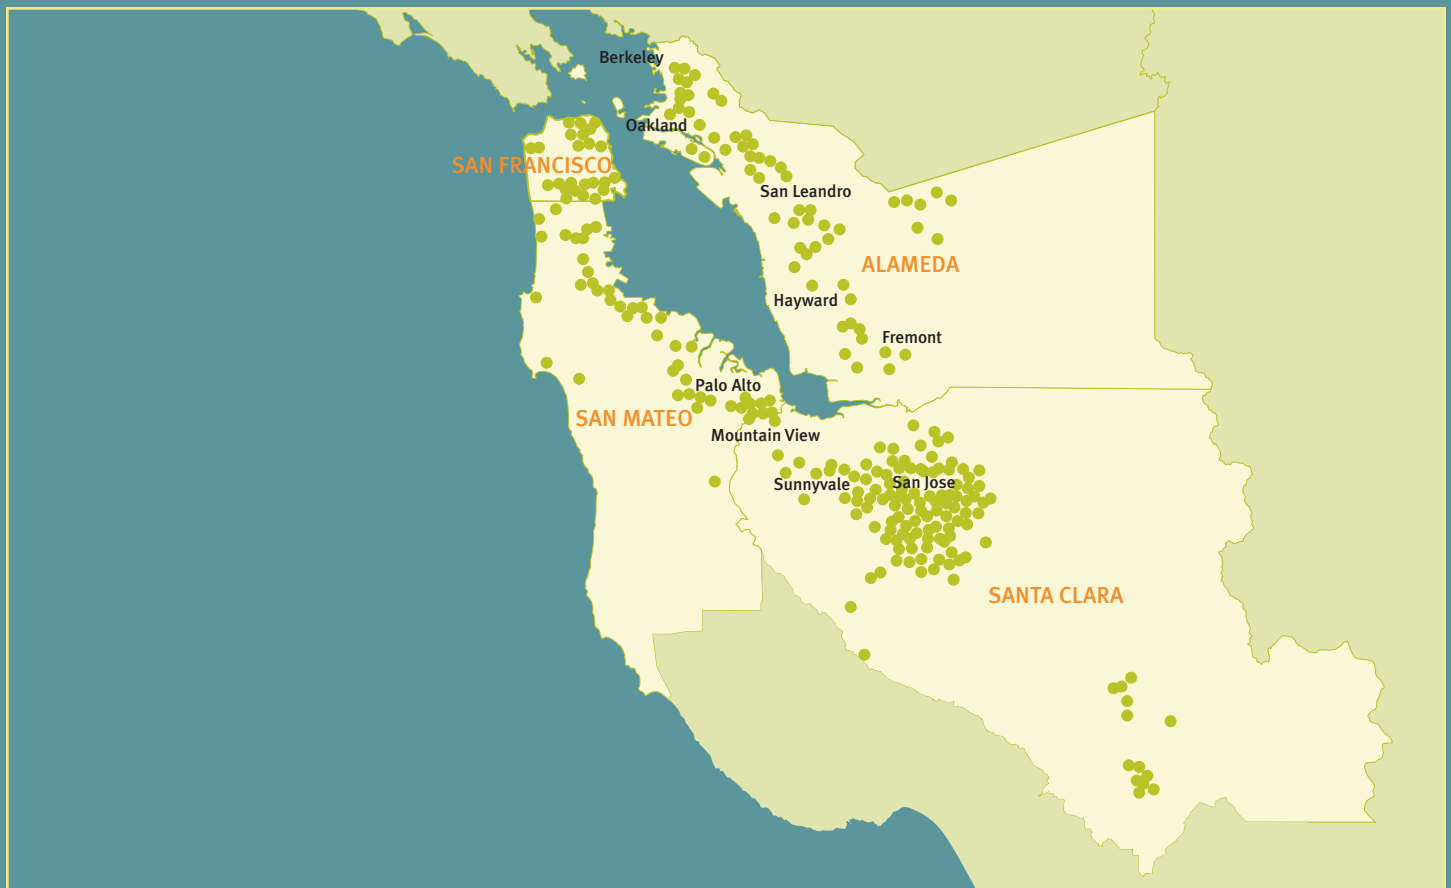 Berkeley
Oakland
SAN FRANCISCO
San Leandro
ALAMEDA
Hayward
Fremont
Palo Alto
SAN MATEO
Mountain View
Sunnyvale
San Jose
SANTA CLARA